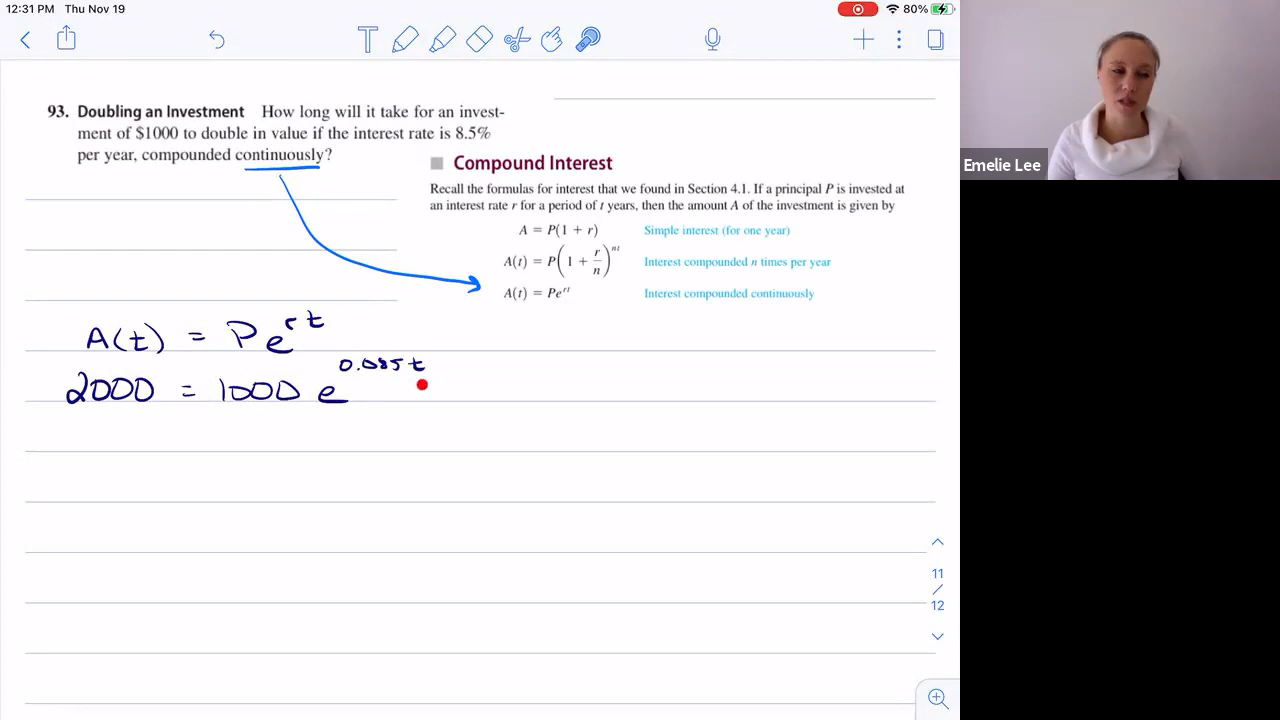 12:31 PM Thu Nov 19
80%
T
93. Doubling an Investment How long will it take for an invest-
ment of $1000 to double in value if the interest rate is 8.5%
per year, compounded continuously?
Compound Interest
Recall the formulas for interest that we found in Section 4.1. If a principal P is invested at
an interest rate r for a period of t years, then the amount A of the investment is given by
A = P(1 + r) Simple interest (for one year)
A(t) = P(1 + r/n)^nt Interest compounded n times per year
A(t) = Pe^rt Interest compounded continuously
A(t) = Pe^rt
2000 = 1000 e^0.085t
11
/
12
Emelie Lee